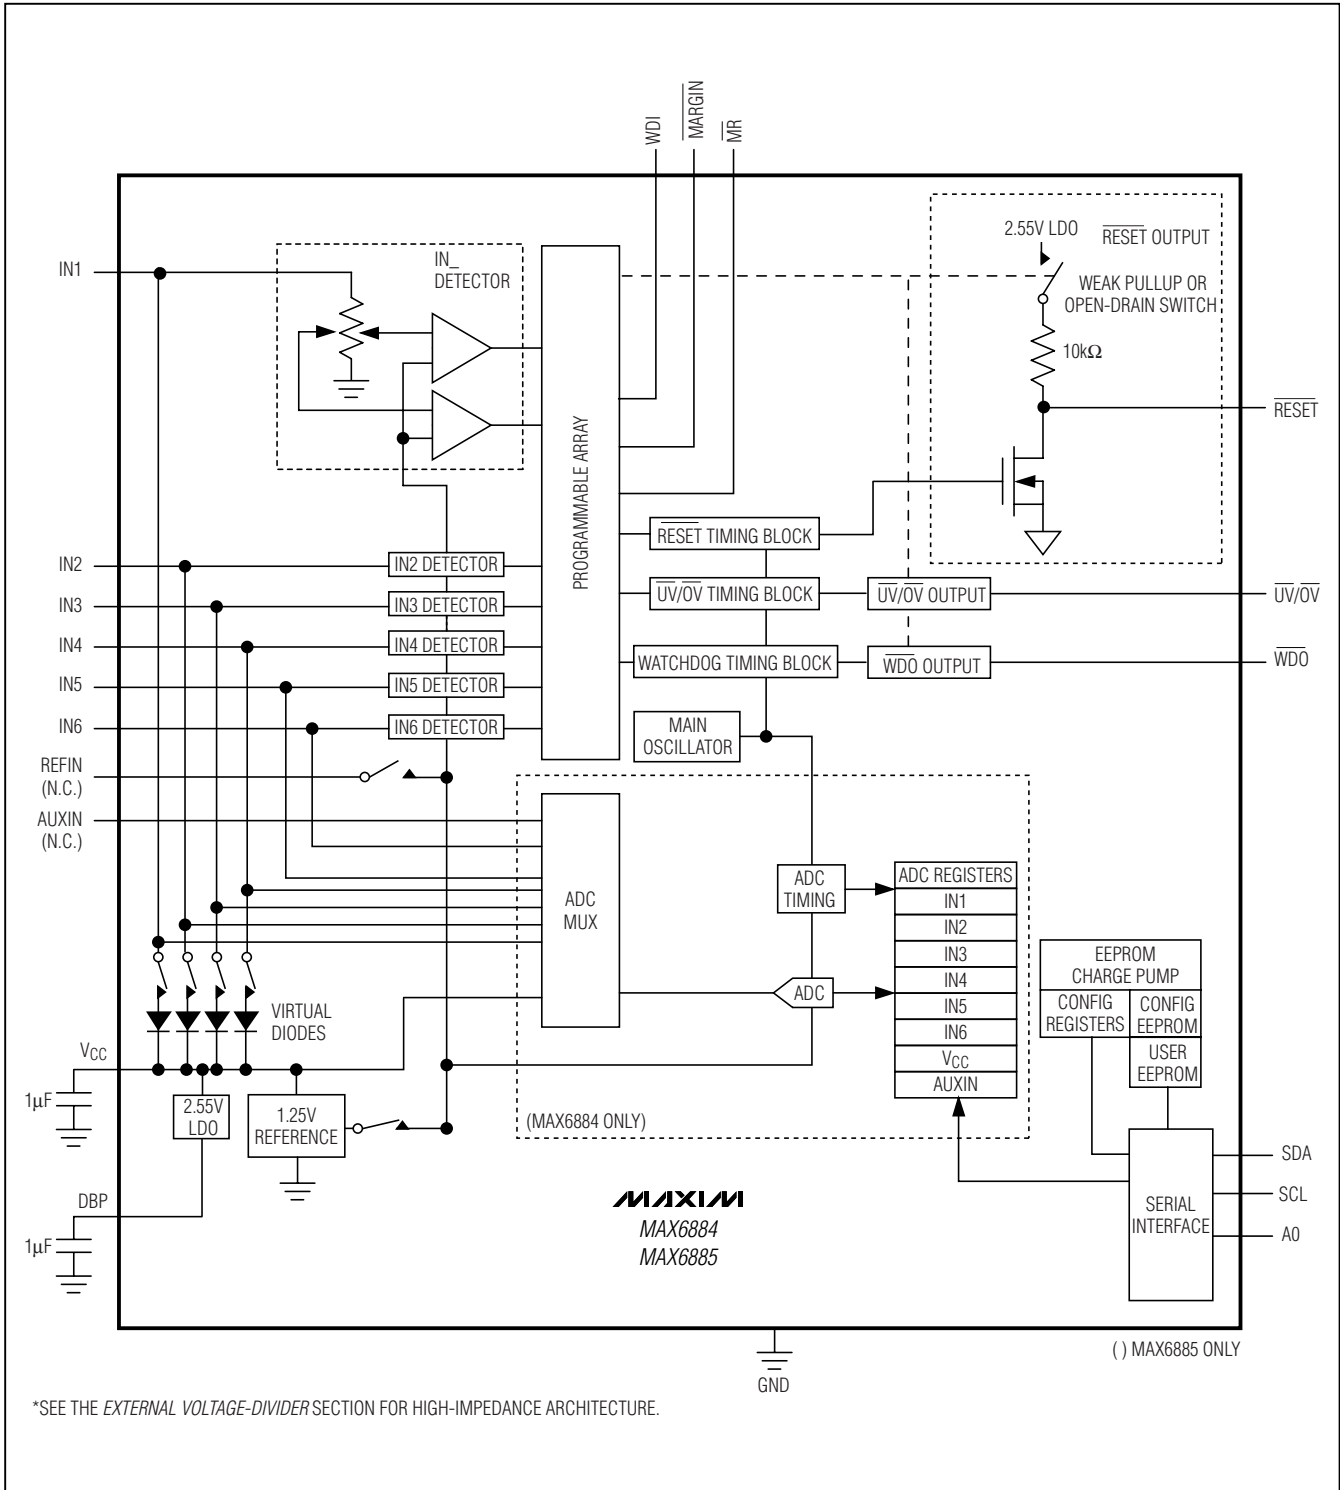 WDI
MARGIN
MR
IN1
IN_
DETECTOR
2.55V LDO
RESET OUTPUT
WEAK PULLUP OR
OPEN-DRAIN SWITCH
10kΩ
RESET
PROGRAMMABLE ARRAY
IN2
IN2 DETECTOR
RESET TIMING BLOCK
IN3
IN3 DETECTOR
UV/OV TIMING BLOCK
UV/OV OUTPUT
UV/OV
IN4
IN4 DETECTOR
WATCHDOG TIMING BLOCK
WDO OUTPUT
WDO
IN5
IN5 DETECTOR
IN6
IN6 DETECTOR
MAIN
OSCILLATOR
REFIN
(N.C.)
AUXIN
(N.C.)
ADC
MUX
ADC
TIMING
ADC
ADC REGISTERS
IN1
IN2
IN3
IN4
IN5
IN6
VCC
AUXIN
EEPROM
CHARGE PUMP
CONFIG
REGISTERS
CONFIG
EEPROM
USER
EEPROM
VIRTUAL
DIODES
VCC
1µF
2.55V
LDO
1.25V
REFERENCE
(MAX6884 ONLY)
DBP
1µF
MAXIM
MAX6884
MAX6885
SERIAL
INTERFACE
SDA
SCL
A0
( ) MAX6885 ONLY
GND
*SEE THE EXTERNAL VOLTAGE-DIVIDER SECTION FOR HIGH-IMPEDANCE ARCHITECTURE.